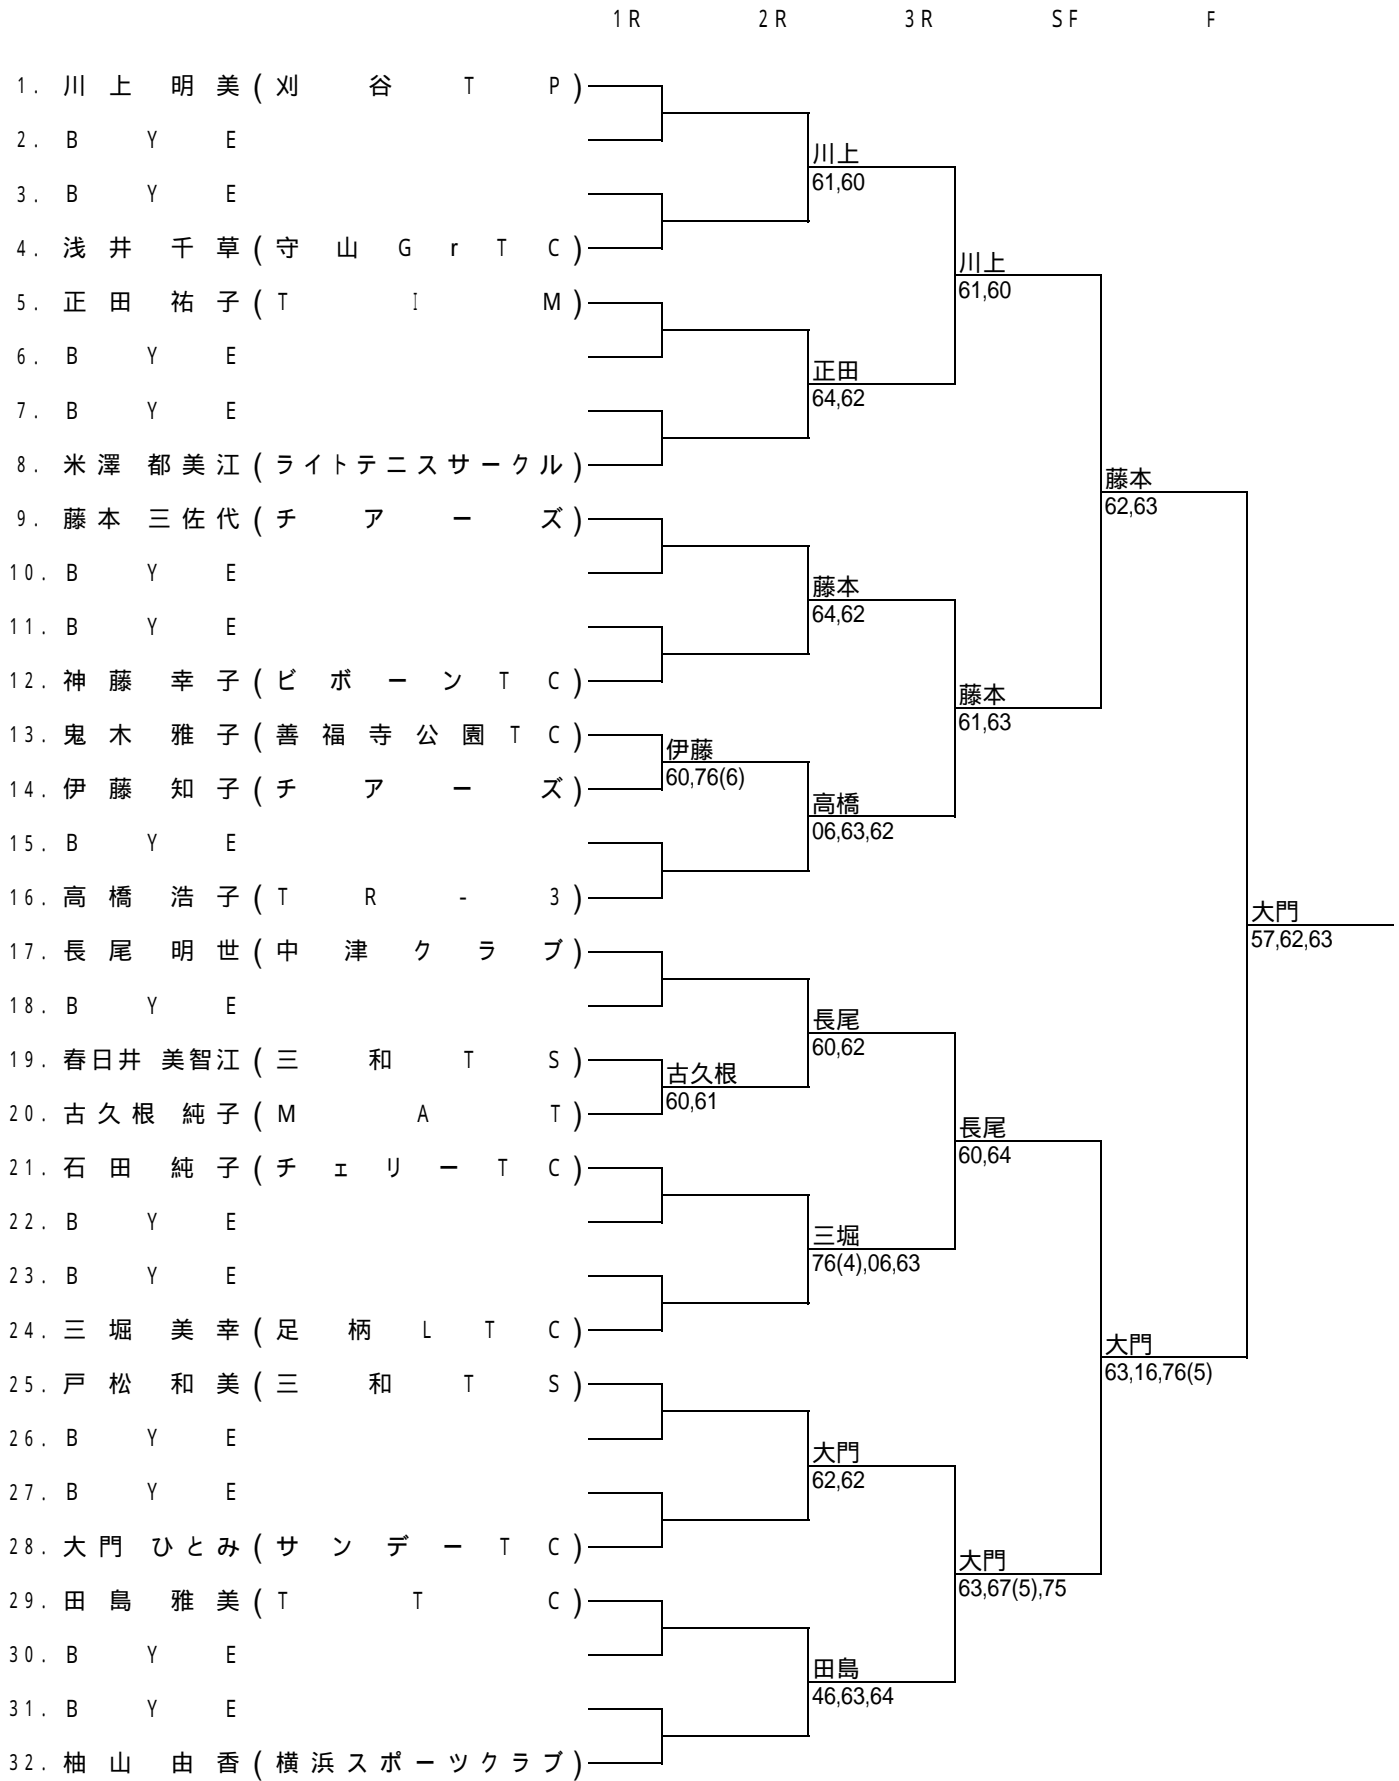 1R 2R 3R SF F
1. 川上 明美(刈谷TP)
2. BYE
川上
61,60
3. BYE
4. 浅井 千草(守山GrTC)
川上
61,60
5. 正田 祐子(TIM)
6. BYE
正田
64,62
7. BYE
8. 米澤 都美江(ライトテニスサークル)
藤本
62,63
9. 藤本 三佐代(チアーズ)
10. BYE
藤本
64,62
11. BYE
12. 神藤 幸子(ビボーンTC)
藤本
61,63
13. 鬼木 雅子(善福寺公園TC)
伊藤
60,76(6)
14. 伊藤 知子(チアーズ)
高橋
06,63,62
15. BYE
16. 高橋 浩子(TR-3)
大門
57,62,63
17. 長尾 明世(中津クラブ)
18. BYE
長尾
60,62
19. 春日井 美智江(三和TS)
古久根
60,61
20. 古久根 純子(MAT)
長尾
60,64
21. 石田 純子(チェリーTC)
22. BYE
三堀
76(4),06,63
23. BYE
24. 三堀 美幸(足柄LTC)
大門
63,16,76(5)
25. 戸松 和美(三和TS)
26. BYE
大門
62,62
27. BYE
28. 大門 ひとみ(サンデーTC)
大門
63,67(5),75
29. 田島 雅美(TTC)
30. BYE
田島
46,63,64
31. BYE
32. 柚山 由香(横浜スポーツクラブ)